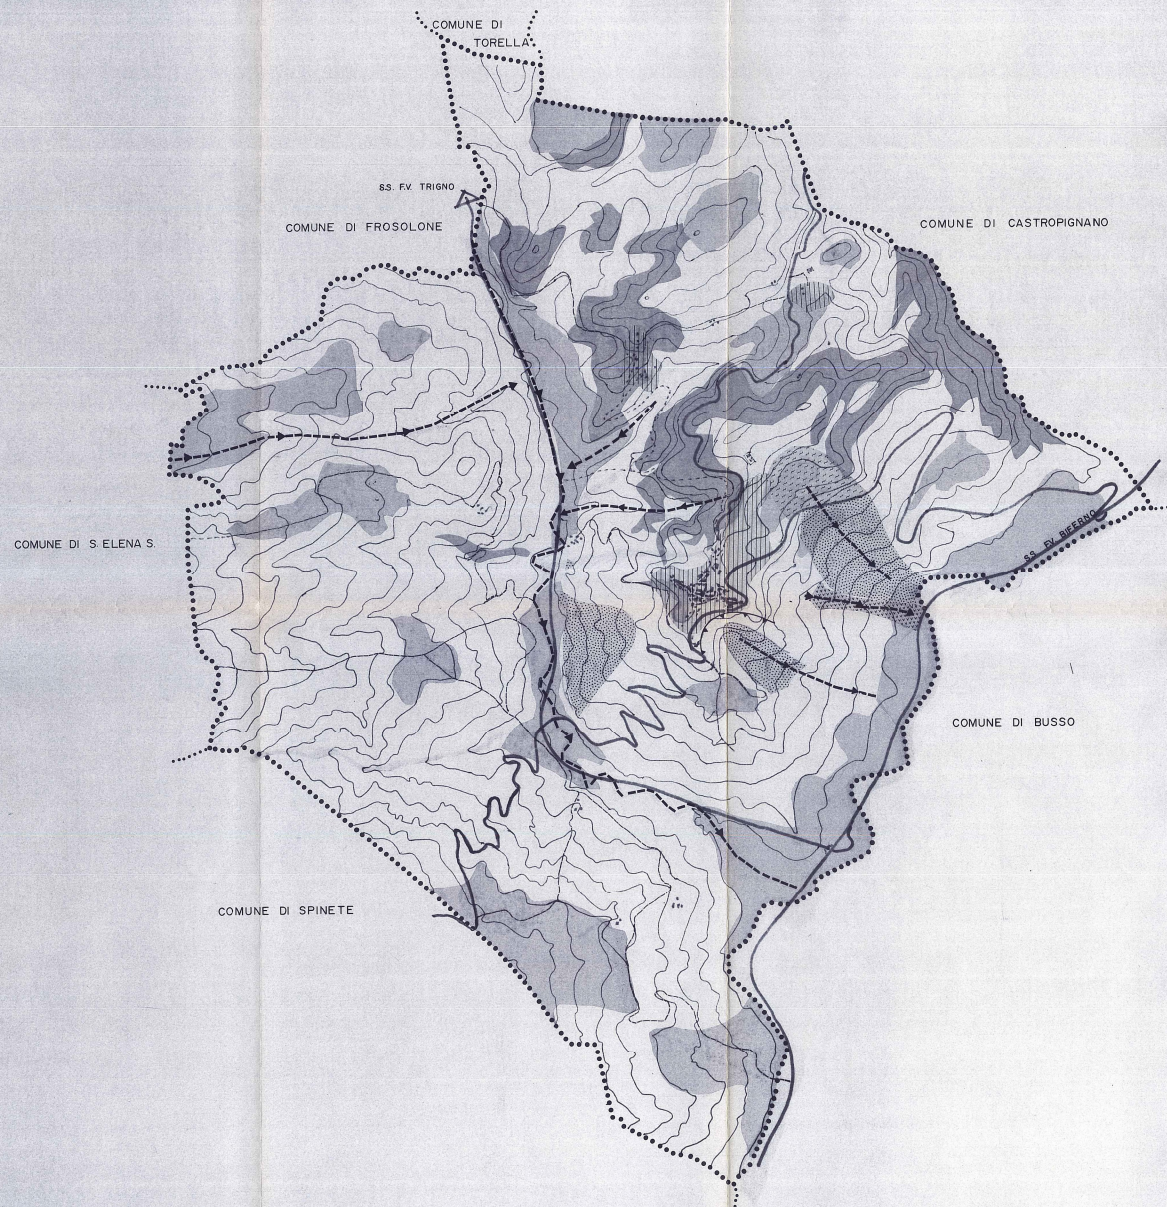 COMUNE DI
TORELLA
S.S. F.V. TRIGNO
COMUNE DI FROSOLONE
COMUNE DI CASTROPIGNANO
COMUNE DI S. ELENA S.
S.S. F.V. BIFERNO
COMUNE DI BUSSO
COMUNE DI SPINETE